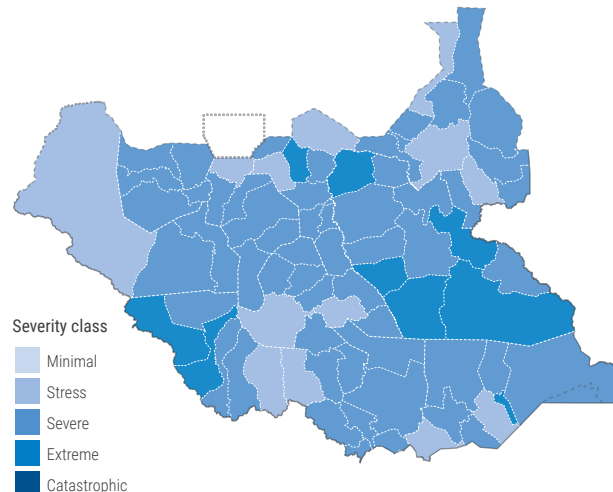 Severity class
Minimal
Stress
Severe
Extreme
Catastrophic